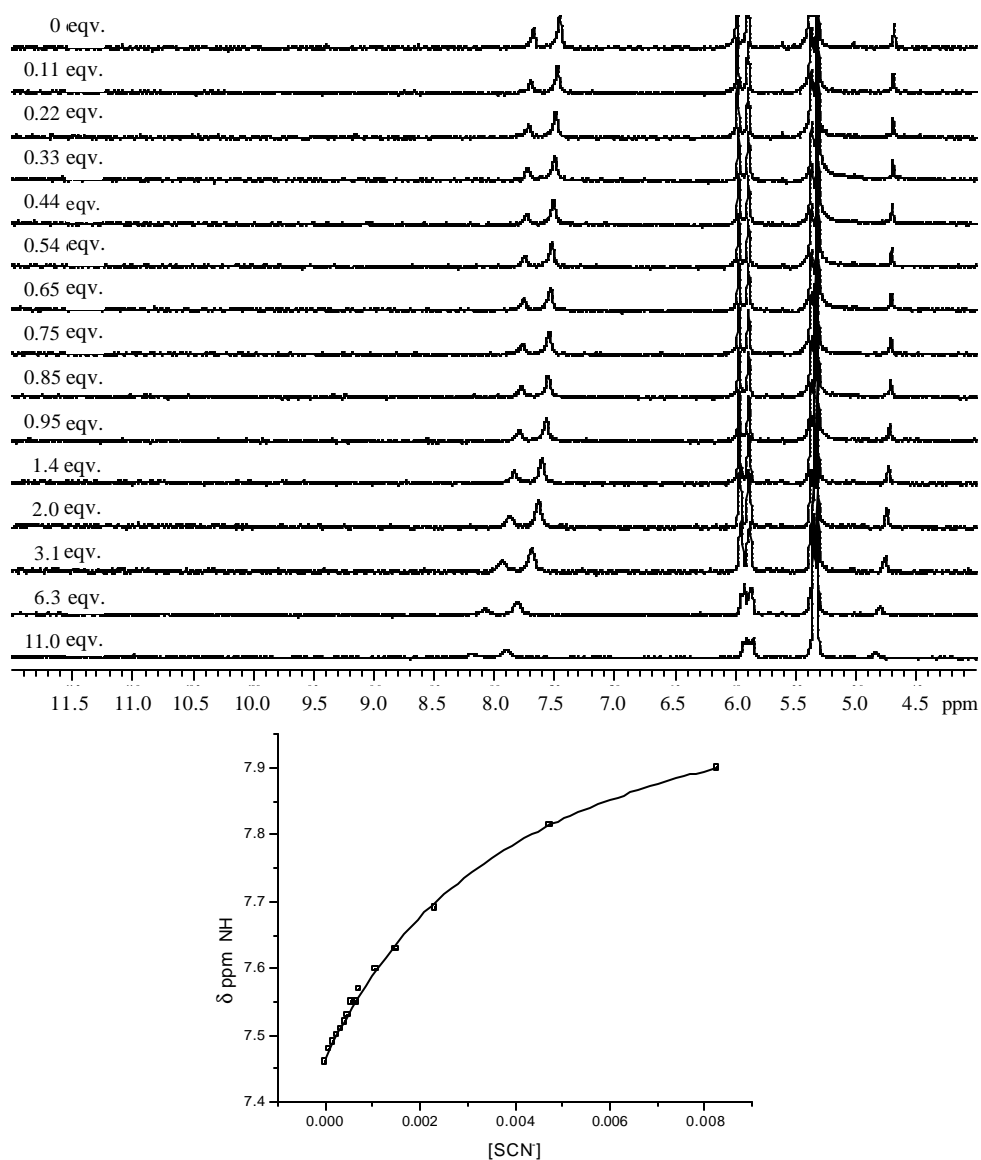 0 eqv.
0.11 eqv.
0.22 eqv.
0.33 eqv.
0.44 eqv.
0.54 eqv.
0.65 eqv.
0.75 eqv.
0.85 eqv.
0.95 eqv.
1.4 eqv.
2.0 eqv.
3.1 eqv.
6.3 eqv.
11.0 eqv.
11.5 11.0 10.5 10.0 9.5 9.0 8.5 8.0 7.5 7.0 6.5 6.0 5.5 5.0 4.5 ppm
7.9
7.8
7.7
7.6
7.5
7.4
δ ppm NH
0.000 0.002 0.004 0.006 0.008
[SCN⁻]